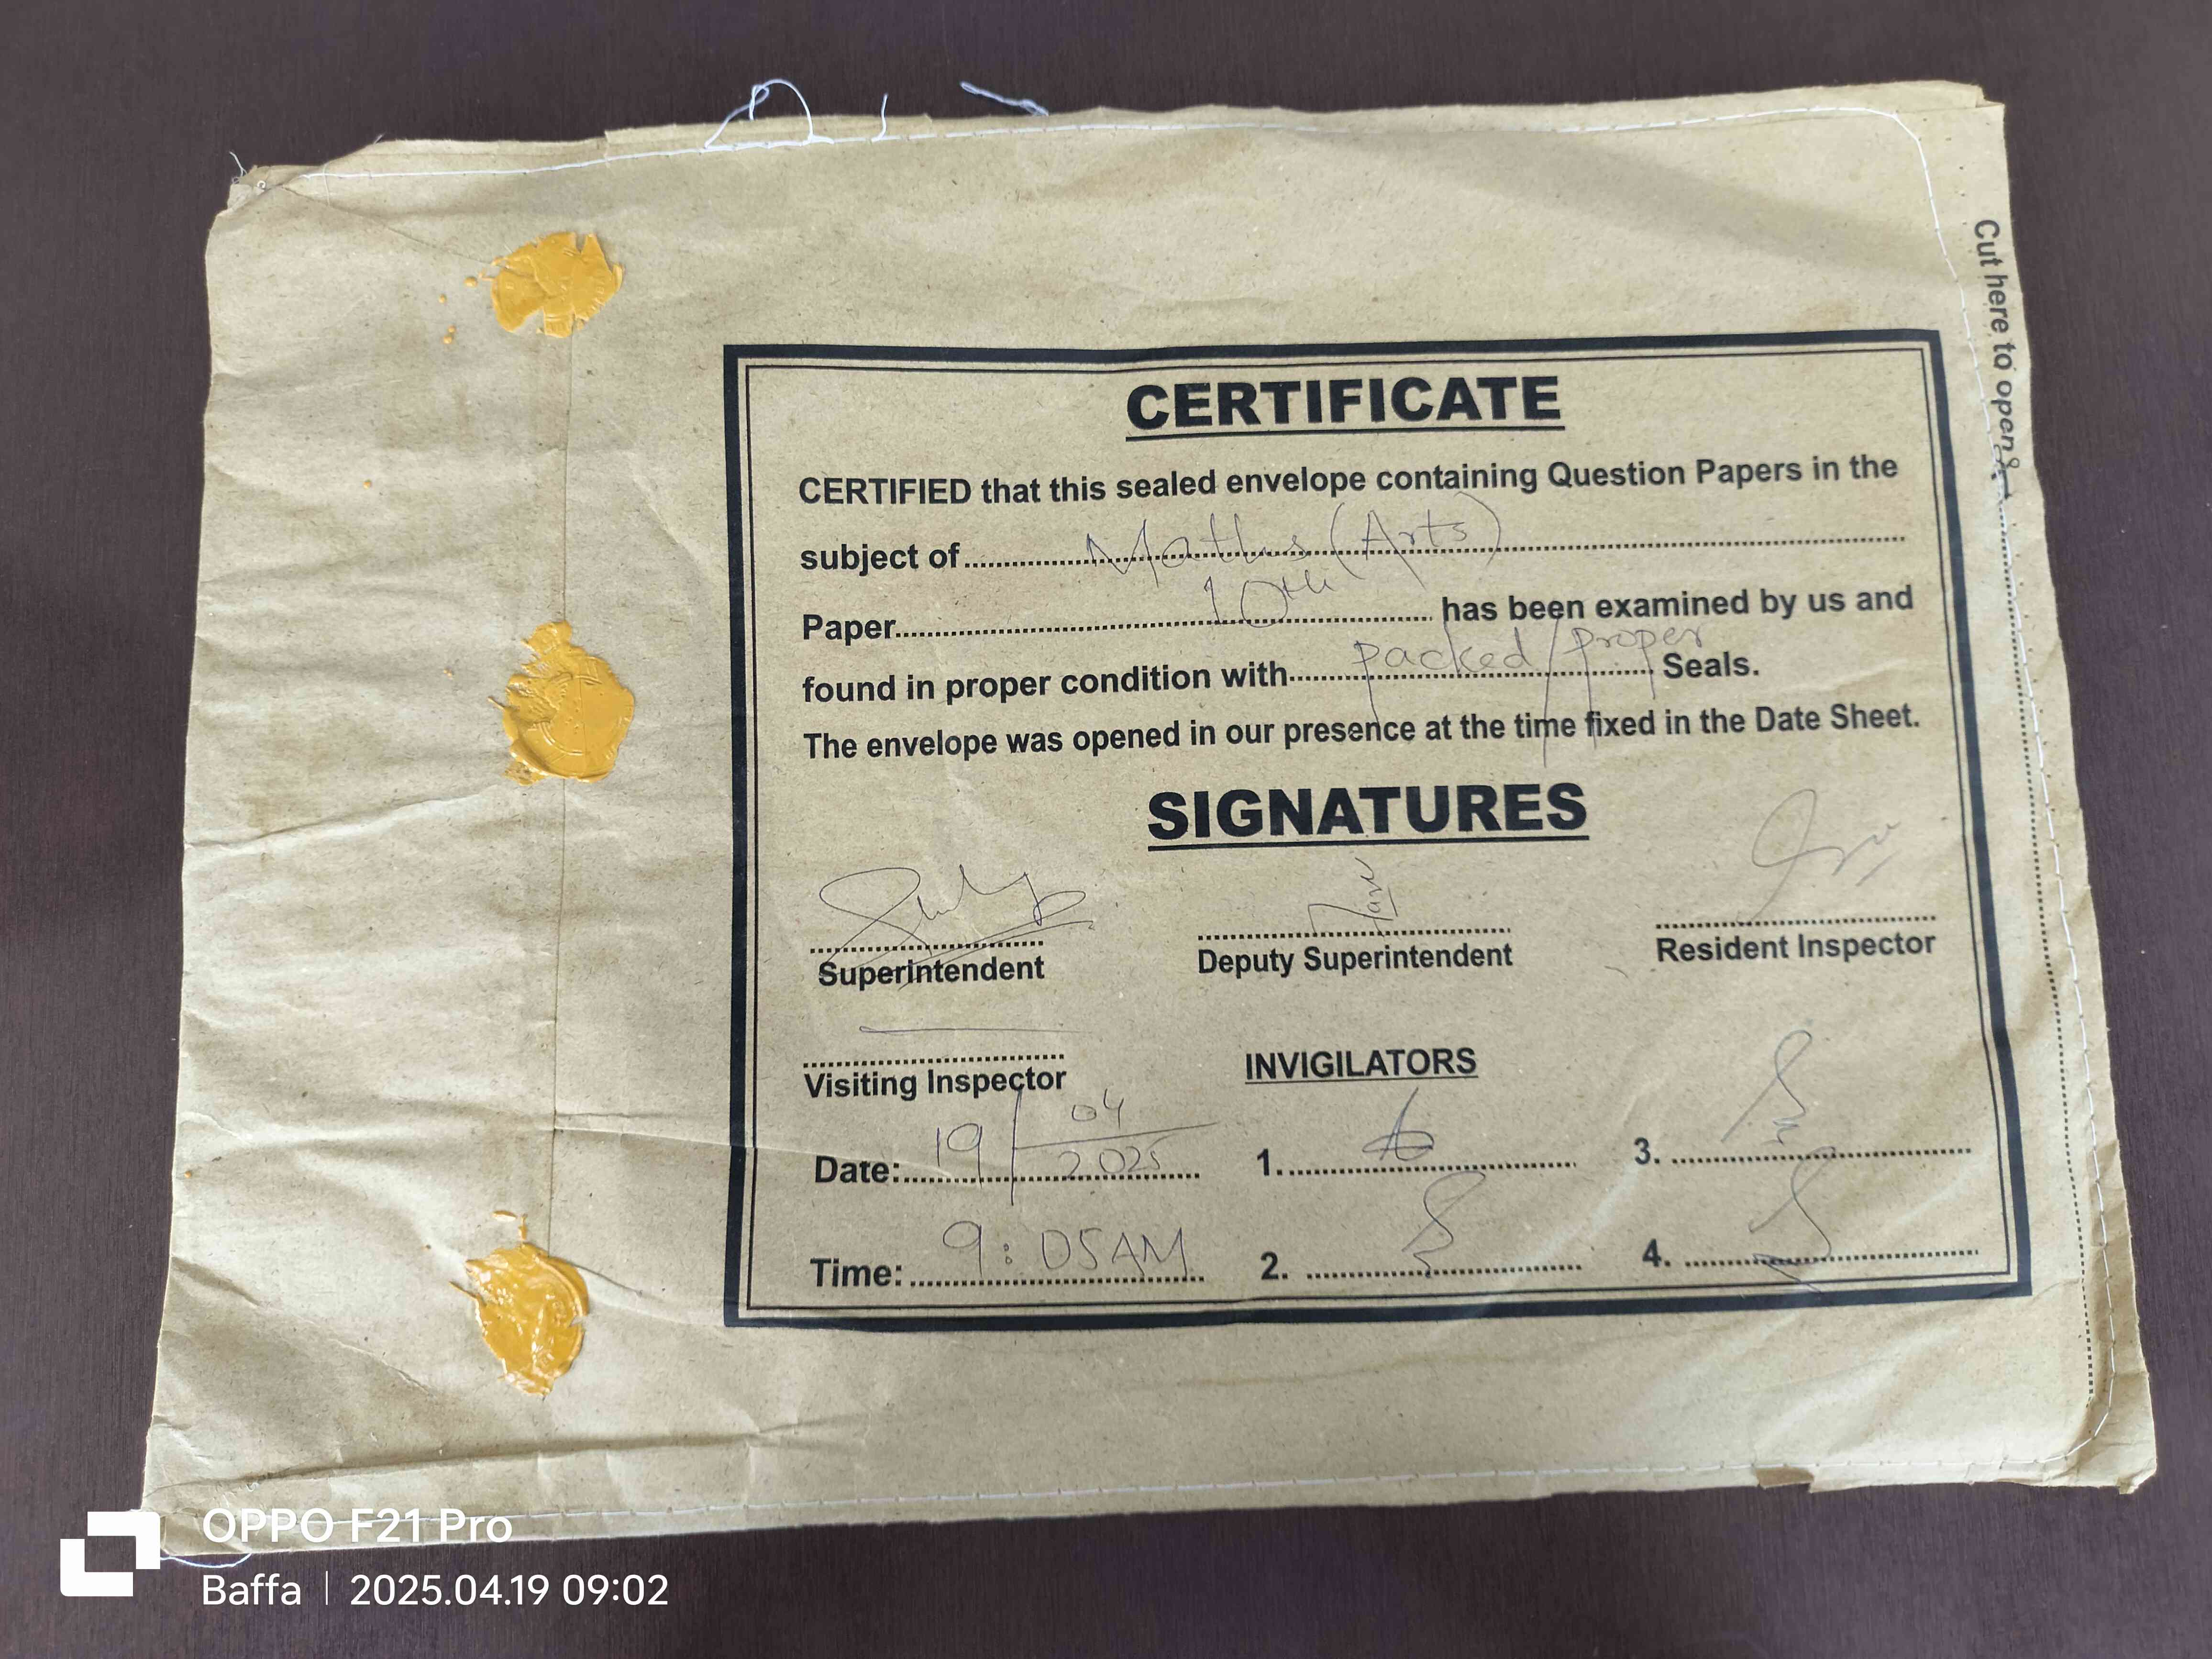 Cut here to open
CERTIFICATE
CERTIFIED that this sealed envelope containing Question Papers in the
subject of Maths (Arts)
Paper 10th has been examined by us and
found in proper condition with packed/proper Seals.
The envelope was opened in our presence at the time fixed in the Date Sheet.
SIGNATURES
Superintendent Deputy Superintendent Resident Inspector
Visiting Inspector INVIGILATORS
Date: 19/04/2025 1. 3.
Time: 9:05AM 2. 4.
OPPO F21 Pro
Baffa | 2025.04.19 09:02